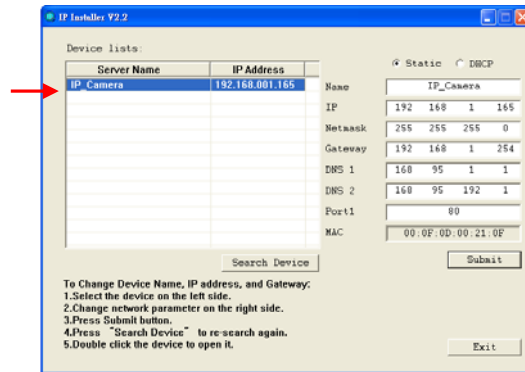 IP Installer V2.2
Device lists:
Server Name IP Address
IP_Camera 192.168.001.165
Search Device
To Change Device Name, IP address, and Gateway:
1.Select the device on the left side.
2.Change network parameter on the right side.
3.Press Submit button.
4.Press "Search Device" to re-search again.
5.Double click the device to open it.
Static DHCP
Name IP_Camera
IP 192 168 1 165
Netmask 255 255 255 0
Gateway 192 168 1 254
DNS 1 168 95 1 1
DNS 2 168 95 192 1
Port1 80
MAC 00:0F:0D:00:21:0F
Submit
Exit